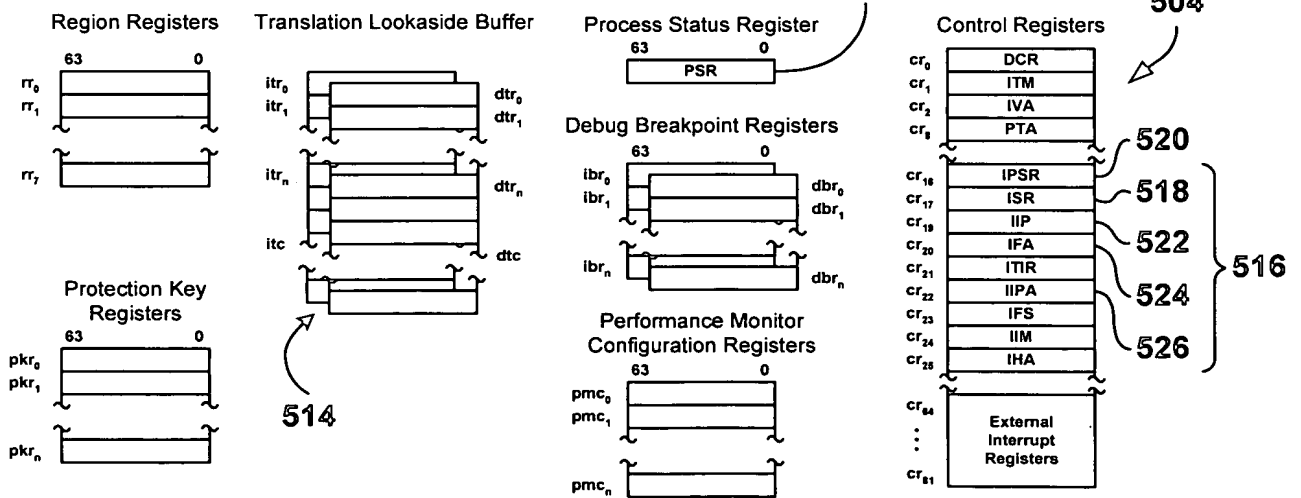 Region Registers
63 0
rr0
rr1
rr7
Protection Key
Registers
63 0
pkr0
pkr1
pkrn
Translation Lookaside Buffer
itr0
itr1
dtr0
dtr1
itrn
dtrn
itc
dtc
514
Process Status Register
63 0
PSR
Debug Breakpoint Registers
63 0
ibr0
ibr1
dbr0
dbr1
ibrn
dbrn
Performance Monitor
Configuration Registers
63 0
pmc0
pmc1
pmcn
504
Control Registers
cr0 DCR
cr1 ITM
cr2 IVA
cr8 PTA
cr16 IPSR 520
cr17 ISR 518
cr19 IIP 522
cr20 IFA 524
cr21 ITIR
cr22 IIPA 526
cr23 IFS
cr24 IIM
cr25 IHA
516
cr64
External
Interrupt
Registers
cr81